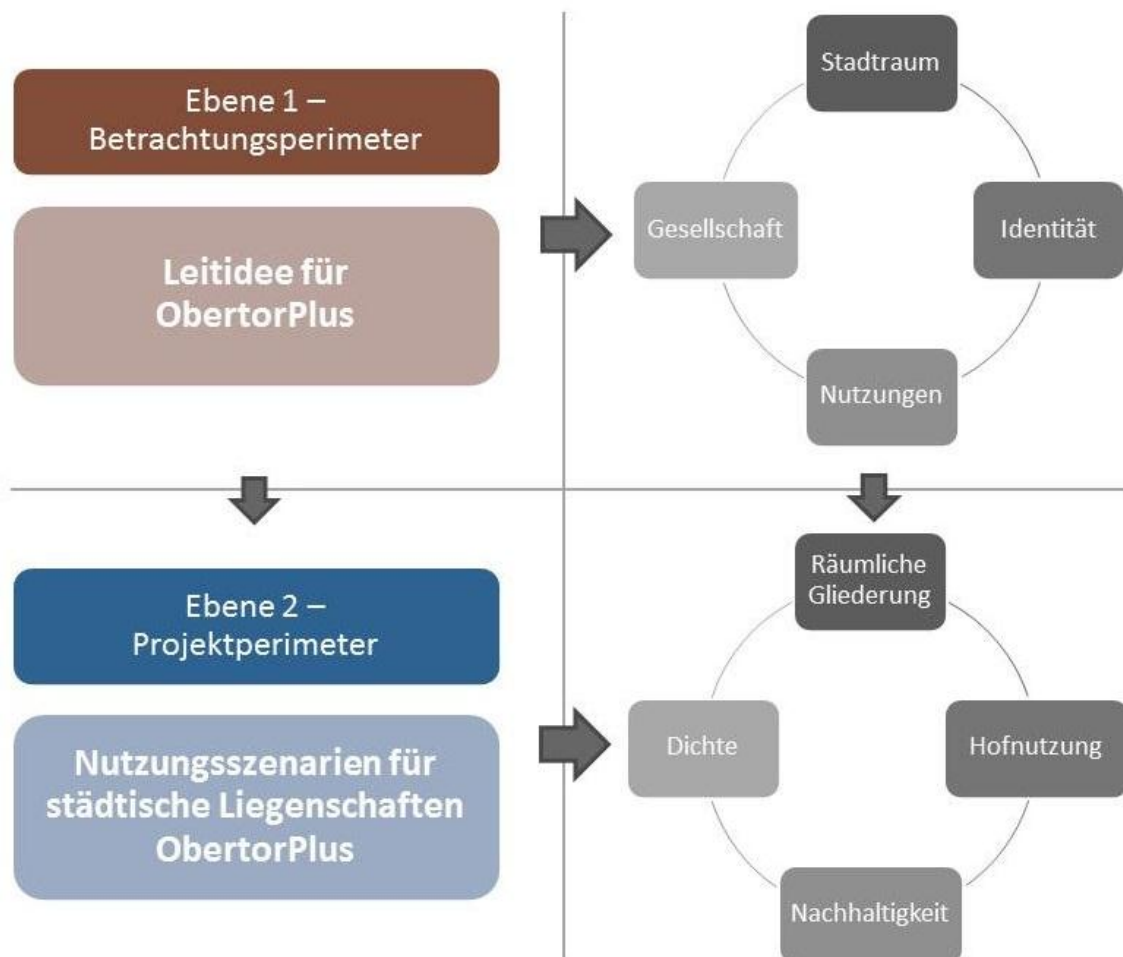 Ebene 1 –
Betrachtungsperimeter
Leitidee für
ObertorPlus
Stadtraum
Gesellschaft
Identität
Nutzungen
Ebene 2 –
Projektperimeter
Nutzungsszenarien für
städtische Liegenschaften
ObertorPlus
Räumliche
Gliederung
Dichte
Hofnutzung
Nachhaltigkeit